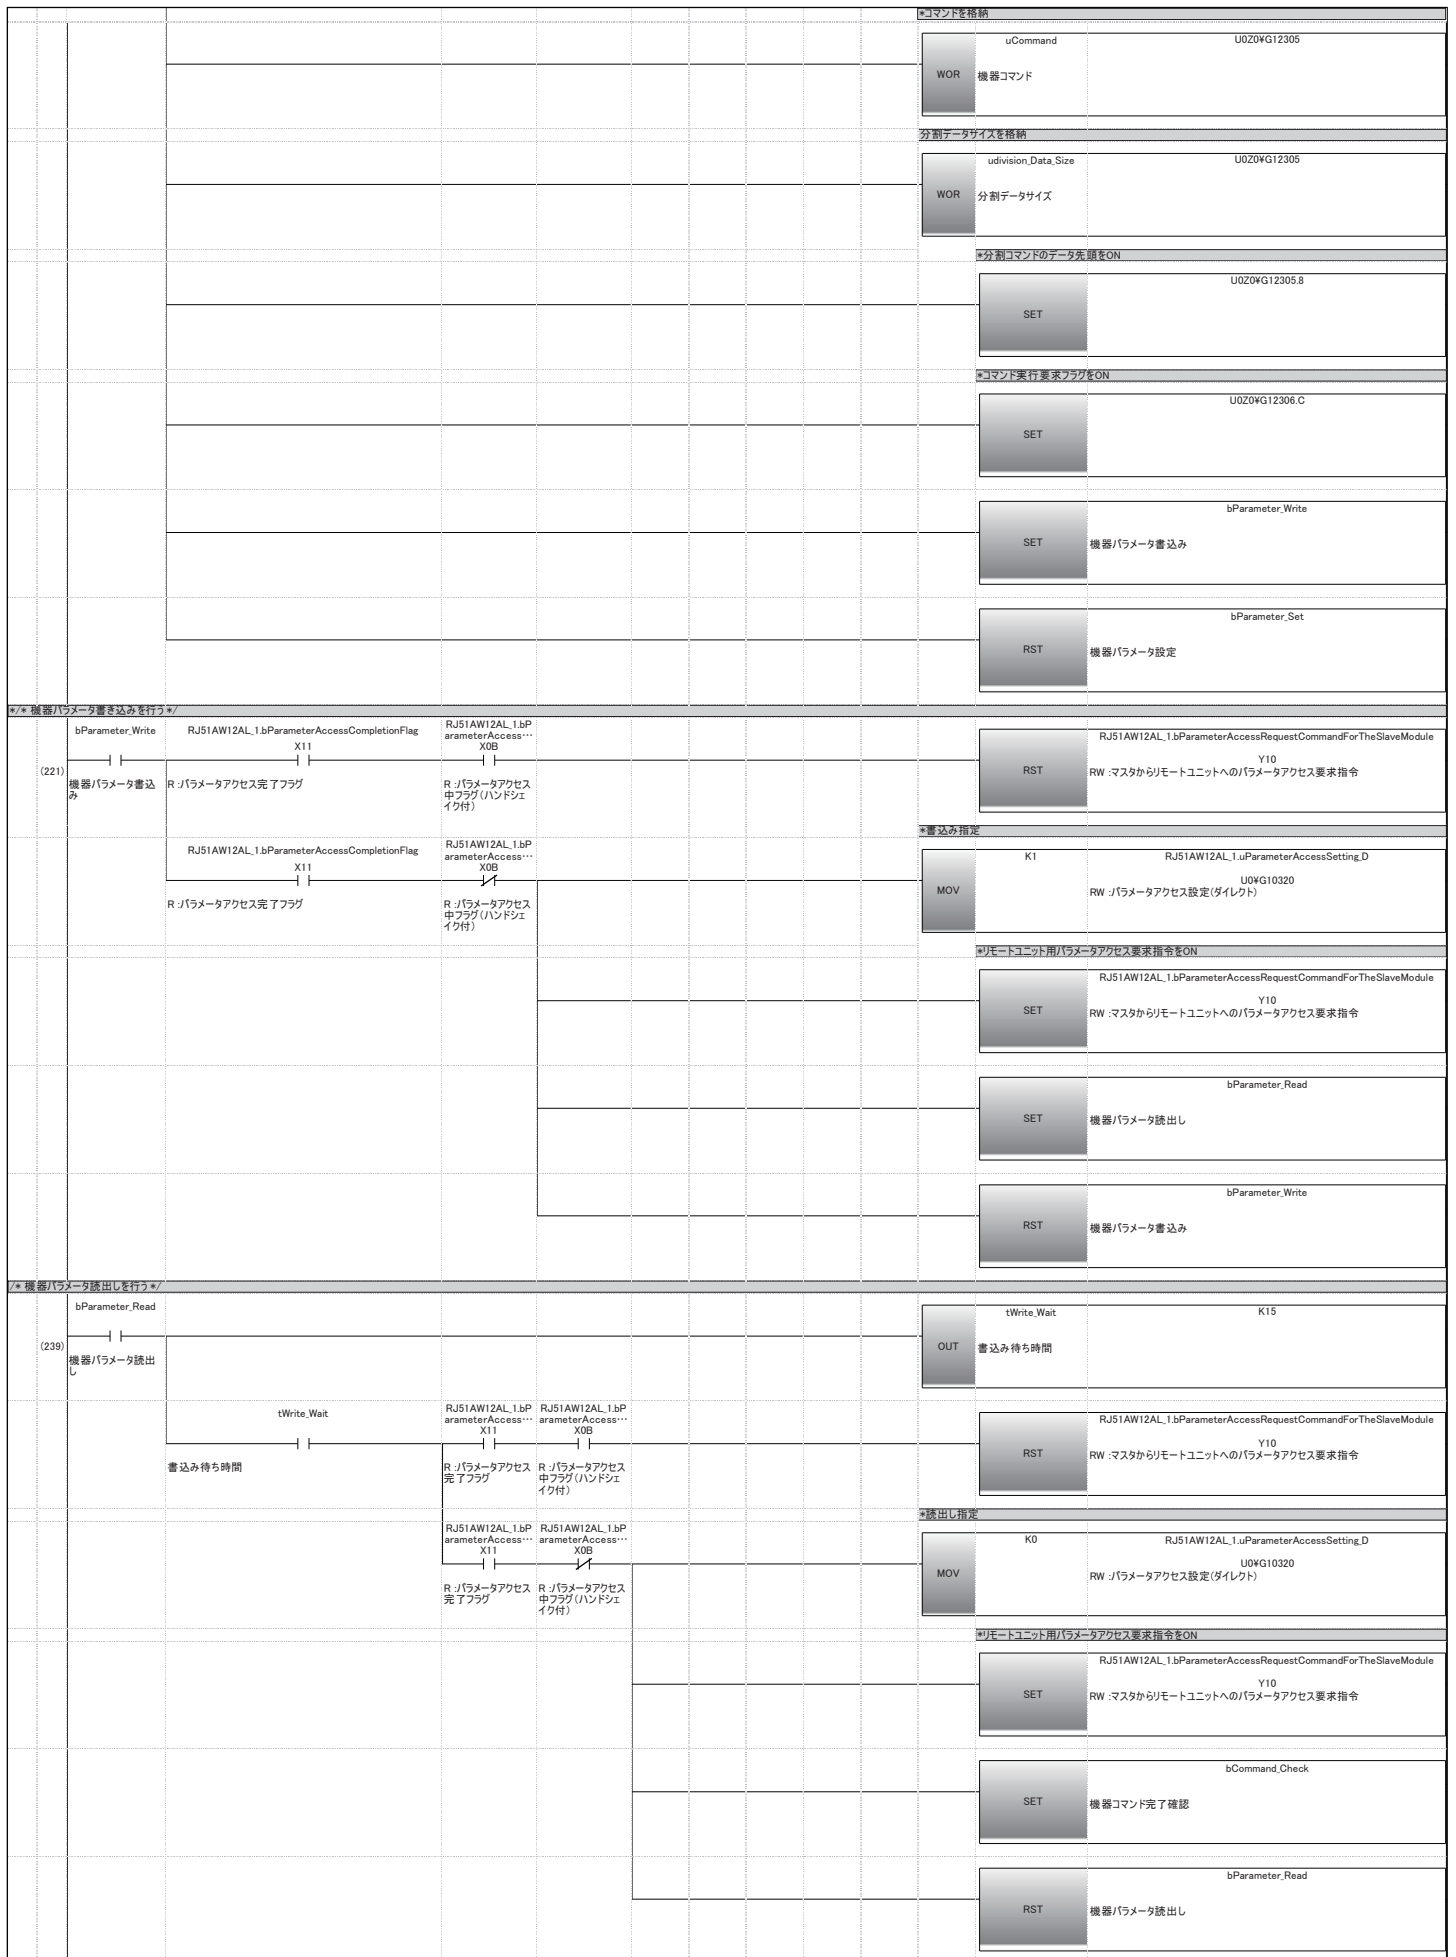 *コマンドを格納
uCommand U0Z0¥G12305
WOR 機器コマンド
分割データサイズを格納
udivision_Data_Size U0Z0¥G12305
WOR 分割データサイズ
*分割コマンドのデータ先頭をON
U0Z0¥G12305.8
SET
*コマンド実行要求フラグをON
U0Z0¥G12306.C
SET
bParameter_Write
SET 機器パラメータ書込み
bParameter_Set
RST 機器パラメータ設定
*/* 機器パラメータ書き込みを行う*/
bParameter_Write RJ51AW12AL_1.bParameterAccessCompletionFlag RJ51AW12AL_1.bP
arameterAccess… RJ51AW12AL_1.bParameterAccessRequestCommandForTheSlaveModule
X11 X0B Y10
(221) RST RW :マスタからリモートユニットへのパラメータアクセス要求指令
機器パラメータ書込 R :パラメータアクセス完了フラグ R :パラメータアクセス
み 中フラグ(ハンドシェ
イク付)
*書込み指定
RJ51AW12AL_1.bParameterAccessCompletionFlag RJ51AW12AL_1.bP
arameterAccess… K1 RJ51AW12AL_1.uParameterAccessSetting_D
X11 X0B U0¥G10320
MOV RW :パラメータアクセス設定(ダイレクト)
R :パラメータアクセス完了フラグ R :パラメータアクセス
中フラグ(ハンドシェ
イク付)
*リモートユニット用パラメータアクセス要求指令をON
RJ51AW12AL_1.bParameterAccessRequestCommandForTheSlaveModule
Y10
SET RW :マスタからリモートユニットへのパラメータアクセス要求指令
bParameter_Read
SET 機器パラメータ読出し
bParameter_Write
RST 機器パラメータ書込み
/* 機器パラメータ読出しを行う*/
bParameter_Read tWrite_Wait K15
(239) OUT 書込み待ち時間
機器パラメータ読出
し
tWrite_Wait RJ51AW12AL_1.bP RJ51AW12AL_1.bP
arameterAccess… arameterAccess… RJ51AW12AL_1.bParameterAccessRequestCommandForTheSlaveModule
X11 X0B Y10
RST RW :マスタからリモートユニットへのパラメータアクセス要求指令
書込み待ち時間 R :パラメータアクセス R :パラメータアクセス
完了フラグ 中フラグ(ハンドシェ
イク付)
*読出し指定
RJ51AW12AL_1.bP RJ51AW12AL_1.bP
arameterAccess… arameterAccess… K0 RJ51AW12AL_1.uParameterAccessSetting_D
X11 X0B U0¥G10320
MOV RW :パラメータアクセス設定(ダイレクト)
R :パラメータアクセス R :パラメータアクセス
完了フラグ 中フラグ(ハンドシェ
イク付)
*リモートユニット用パラメータアクセス要求指令をON
RJ51AW12AL_1.bParameterAccessRequestCommandForTheSlaveModule
Y10
SET RW :マスタからリモートユニットへのパラメータアクセス要求指令
bCommand_Check
SET 機器コマンド完了確認
bParameter_Read
RST 機器パラメータ読出し